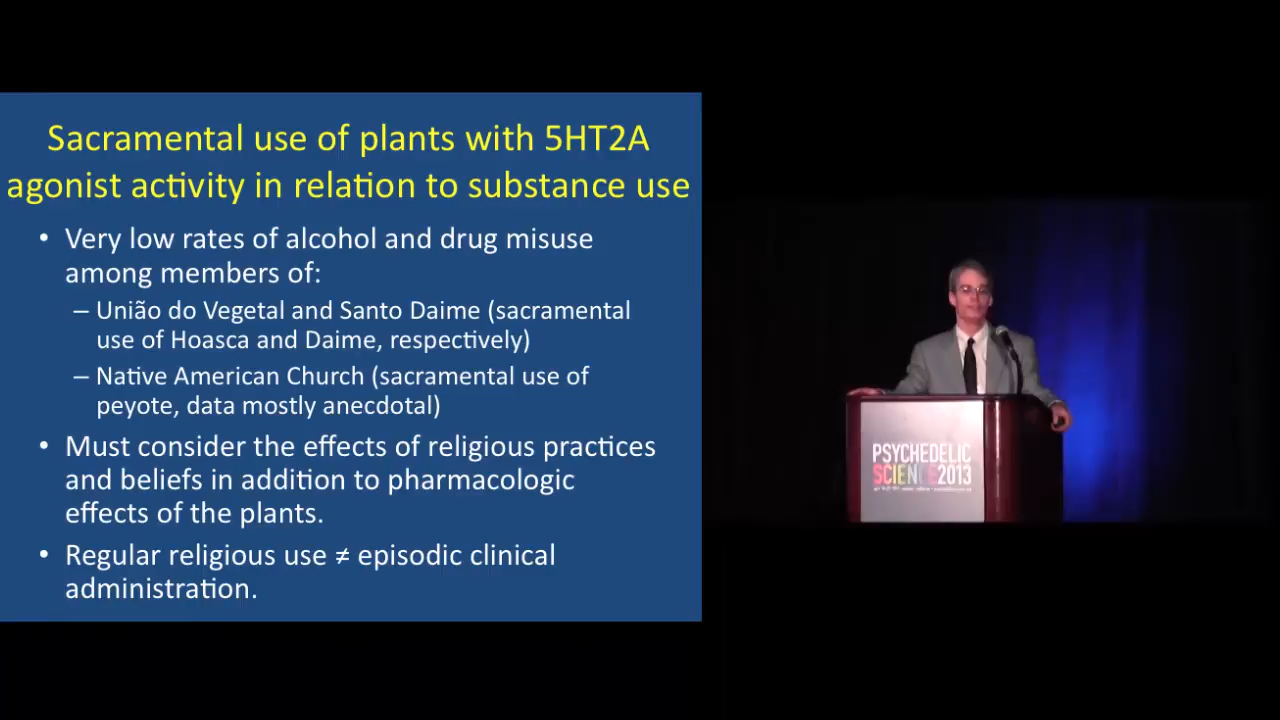 Sacramental use of plants with 5HT2A
agonist activity in relation to substance use
• Very low rates of alcohol and drug misuse
among members of:
– União do Vegetal and Santo Daime (sacramental
use of Hoasca and Daime, respectively)
– Native American Church (sacramental use of
peyote, data mostly anecdotal)
• Must consider the effects of religious practices
and beliefs in addition to pharmacologic
effects of the plants.
• Regular religious use ≠ episodic clinical
administration.
PSYCHEDELIC
SCIENCE2013